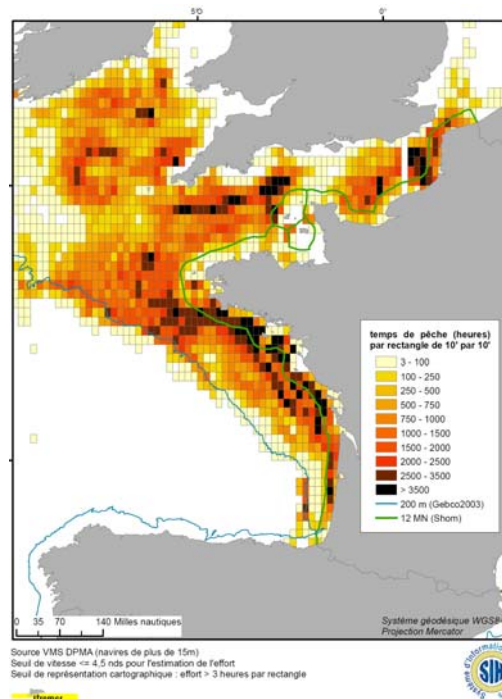 5°0
0°
temps de pêche (heures)
par rectangle de 10' par 10'
3 - 100
100 - 250
250 - 500
500 - 750
750 - 1000
1000 - 1500
1500 - 2000
2000 - 2500
2500 - 3500
> 3500
200 m (Gebco2003)
12 MN (Shom)
0 35 70 140 Milles nautiques
Système géodésique WGS84
Projection Mercator
Source VMS DPMA (navires de plus de 15m)
Seuil de vitesse <= 4,5 nds pour l'estimation de l'effort
Seuil de représentation cartographique : effort > 3 heures par rectangle
Ifremer